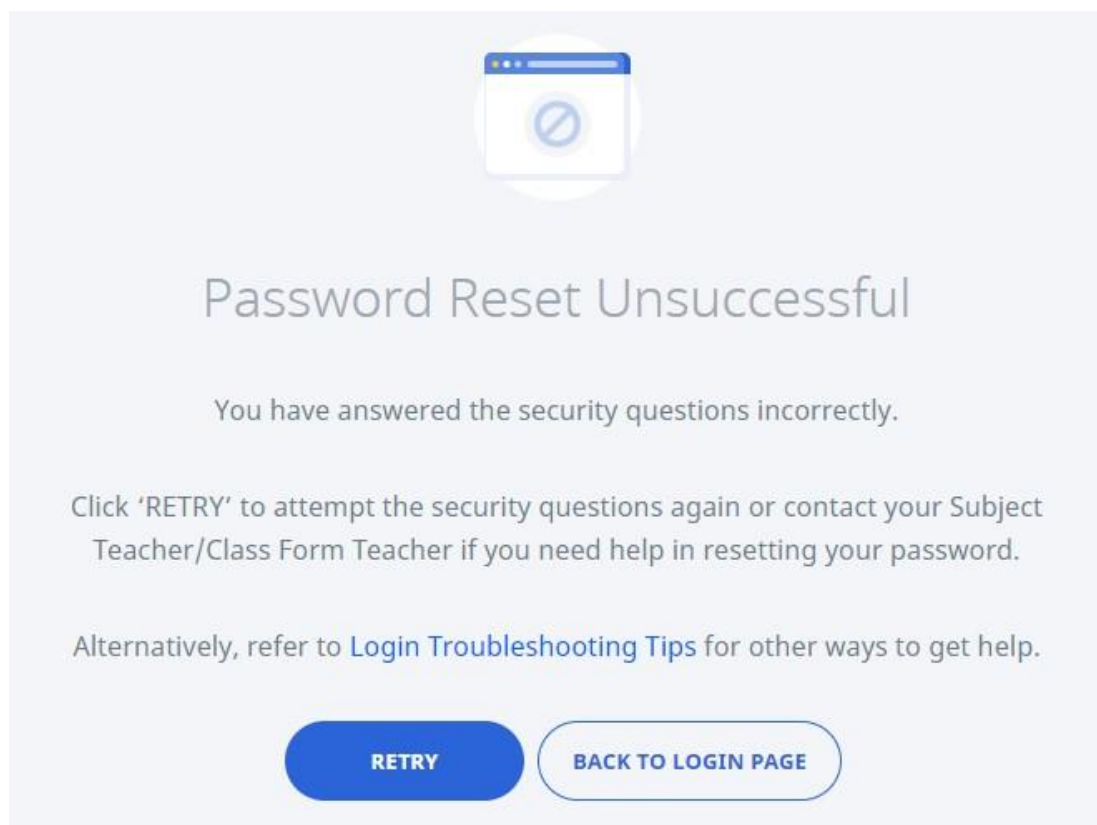 Password Reset Unsuccessful
You have answered the security questions incorrectly.
Click ‘RETRY’ to attempt the security questions again or contact your Subject
Teacher/Class Form Teacher if you need help in resetting your password.
Alternatively, refer to Login Troubleshooting Tips for other ways to get help.
RETRY
BACK TO LOGIN PAGE